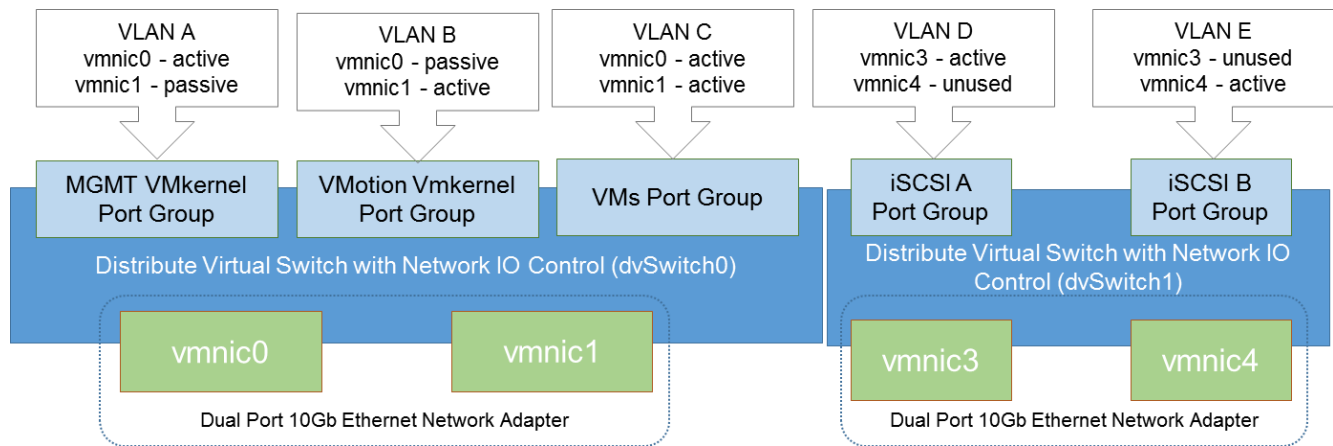 VLAN A
vmnic0 - active
vmnic1 - passive
VLAN B
vmnic0 - passive
vmnic1 - active
VLAN C
vmnic0 - active
vmnic1 - active
VLAN D
vmnic3 - active
vmnic4 - unused
VLAN E
vmnic3 - unused
vmnic4 - active
MGMT VMkernel
Port Group
VMotion Vmkernel
Port Group
VMs Port Group
iSCSI A
Port Group
iSCSI B
Port Group
Distribute Virtual Switch with Network IO Control (dvSwitch0)
Distribute Virtual Switch with Network IO
Control (dvSwitch1)
vmnic0
vmnic1
vmnic3
vmnic4
Dual Port 10Gb Ethernet Network Adapter
Dual Port 10Gb Ethernet Network Adapter